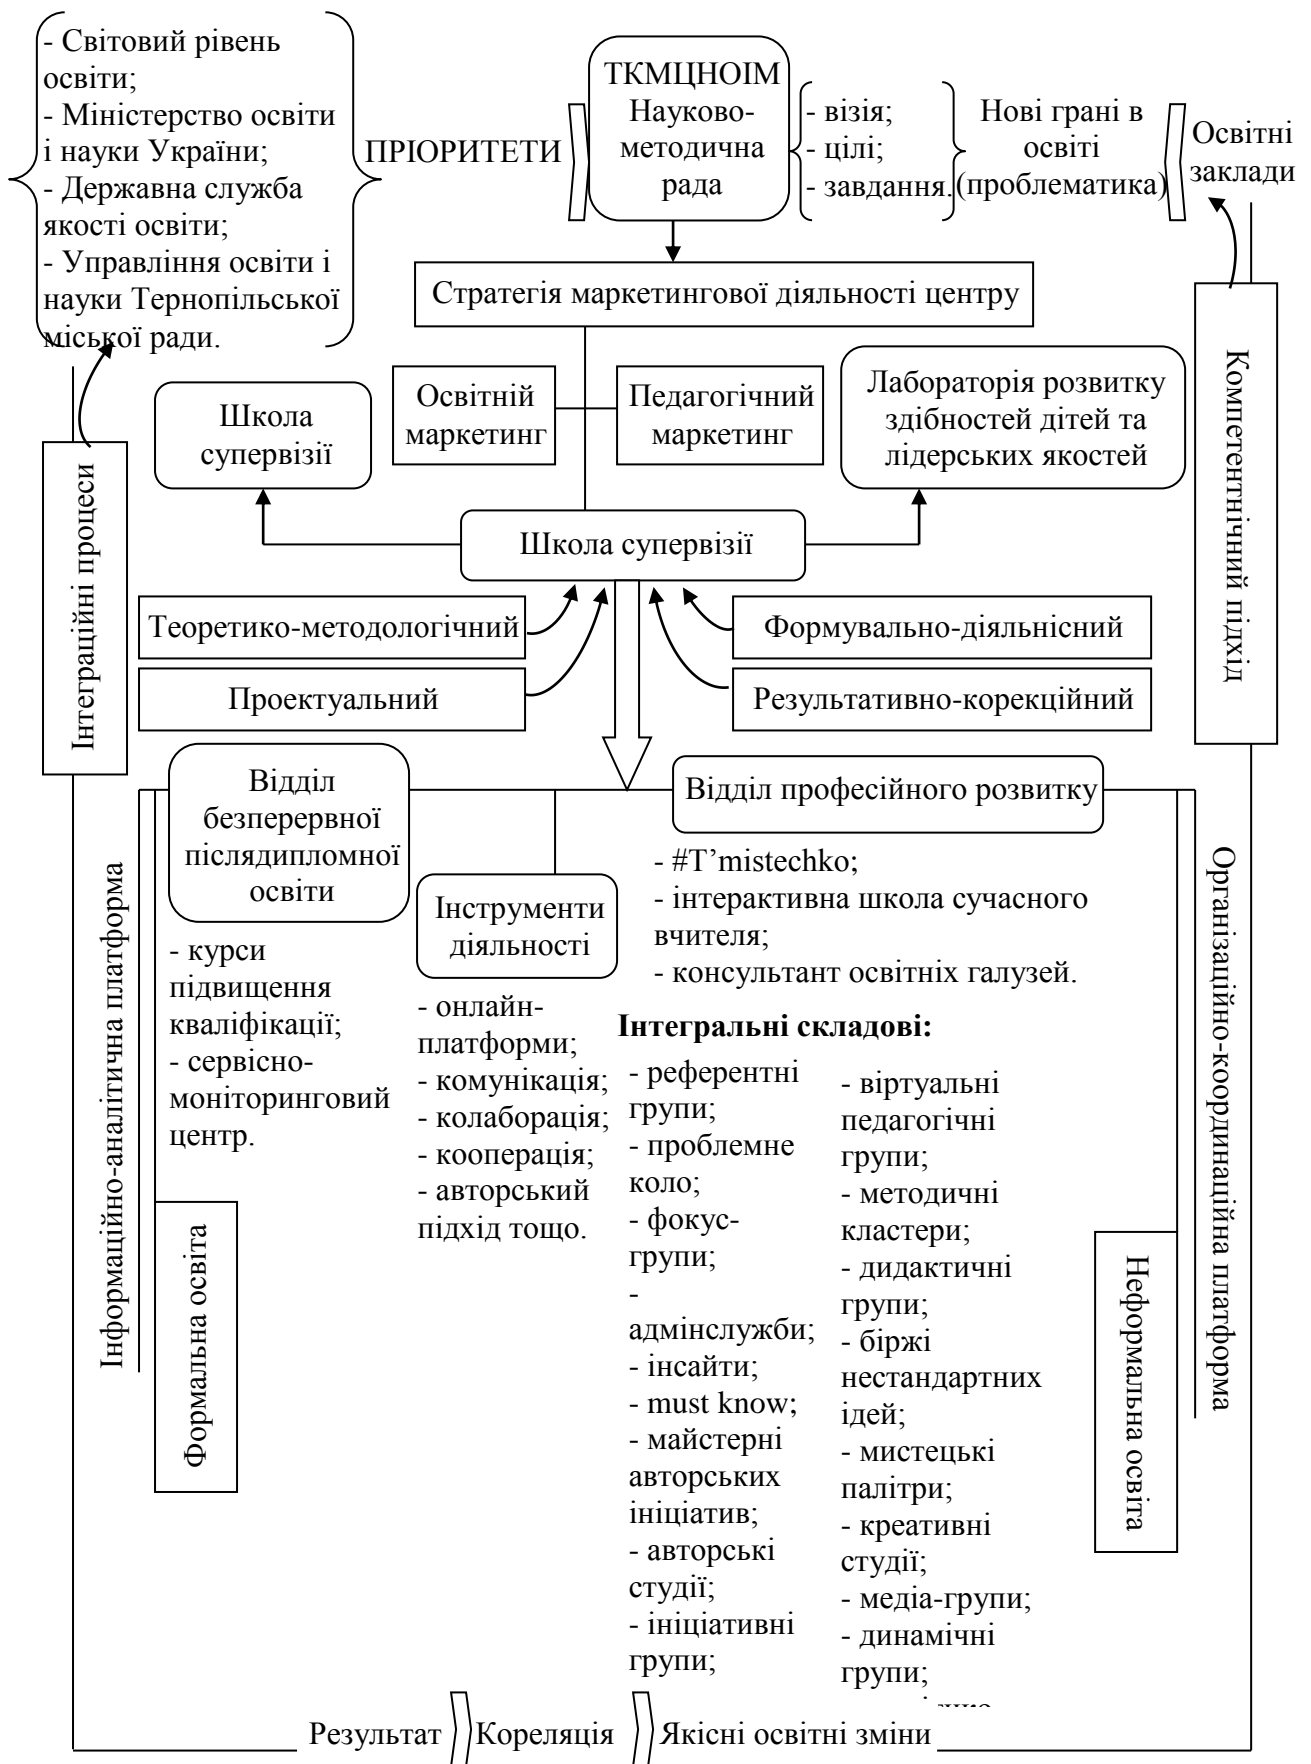 - Світовий рівень
освіти;
- Міністерство освіти
і науки України;
- Державна служба
якості освіти;
- Управління освіти і
науки Тернопільської
міської ради.
ПРІОРИТЕТИ
ТКМЦНОІМ
Науково-
методична
рада
- візія;
- цілі;
- завдання.
Нові грані в
освіті
(проблематика)
Освітні
заклади
Стратегія маркетингової діяльності центру
Освітній
маркетинг
Педагогічний
маркетинг
Школа
супервізії
Лабораторія розвитку
здібностей дітей та
лідерських якостей
Інтеграційні процеси
Компетентнічний підхід
Школа супервізії
Теоретико-методологічний
Формувально-діяльнісний
Проектуальний
Результативно-корекційний
Відділ
безперервної
післядипломної
освіти
Відділ професійного розвитку
Інформаційно-аналітична платформа
Організаційно-координаційна платформа
- курси
підвищення
кваліфікації;
- сервісно-
моніторинговий
центр.
Формальна освіта
Інструменти
діяльності
- онлайн-
платформи;
- комунікація;
- колаборація;
- кооперація;
- авторський
підхід тощо.
- #T’mistechko;
- інтерактивна школа сучасного
вчителя;
- консультант освітніх галузей.
Інтегральні складові:
- референтні
групи;
- проблемне
коло;
- фокус-
групи;
-
адмінслужби;
- інсайти;
- must know;
- майстерні
авторських
ініціатив;
- авторські
студії;
- ініціативні
групи;
- віртуальні
педагогічні
групи;
- методичні
кластери;
- дидактичні
групи;
- біржі
нестандартних
ідей;
- мистецькі
палітри;
- креативні
студії;
- медіа-групи;
- динамічні
групи;
Неформальна освіта
Результат
Кореляція
Якісні освітні зміни